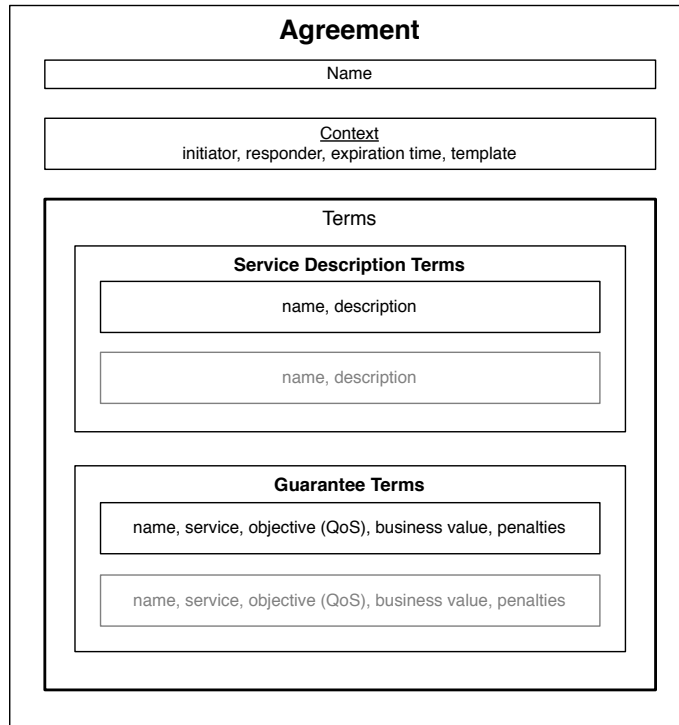 Agreement
Name
Context
initiator, responder, expiration time, template
Terms
Service Description Terms
name, description
name, description
Guarantee Terms
name, service, objective (QoS), business value, penalties
name, service, objective (QoS), business value, penalties